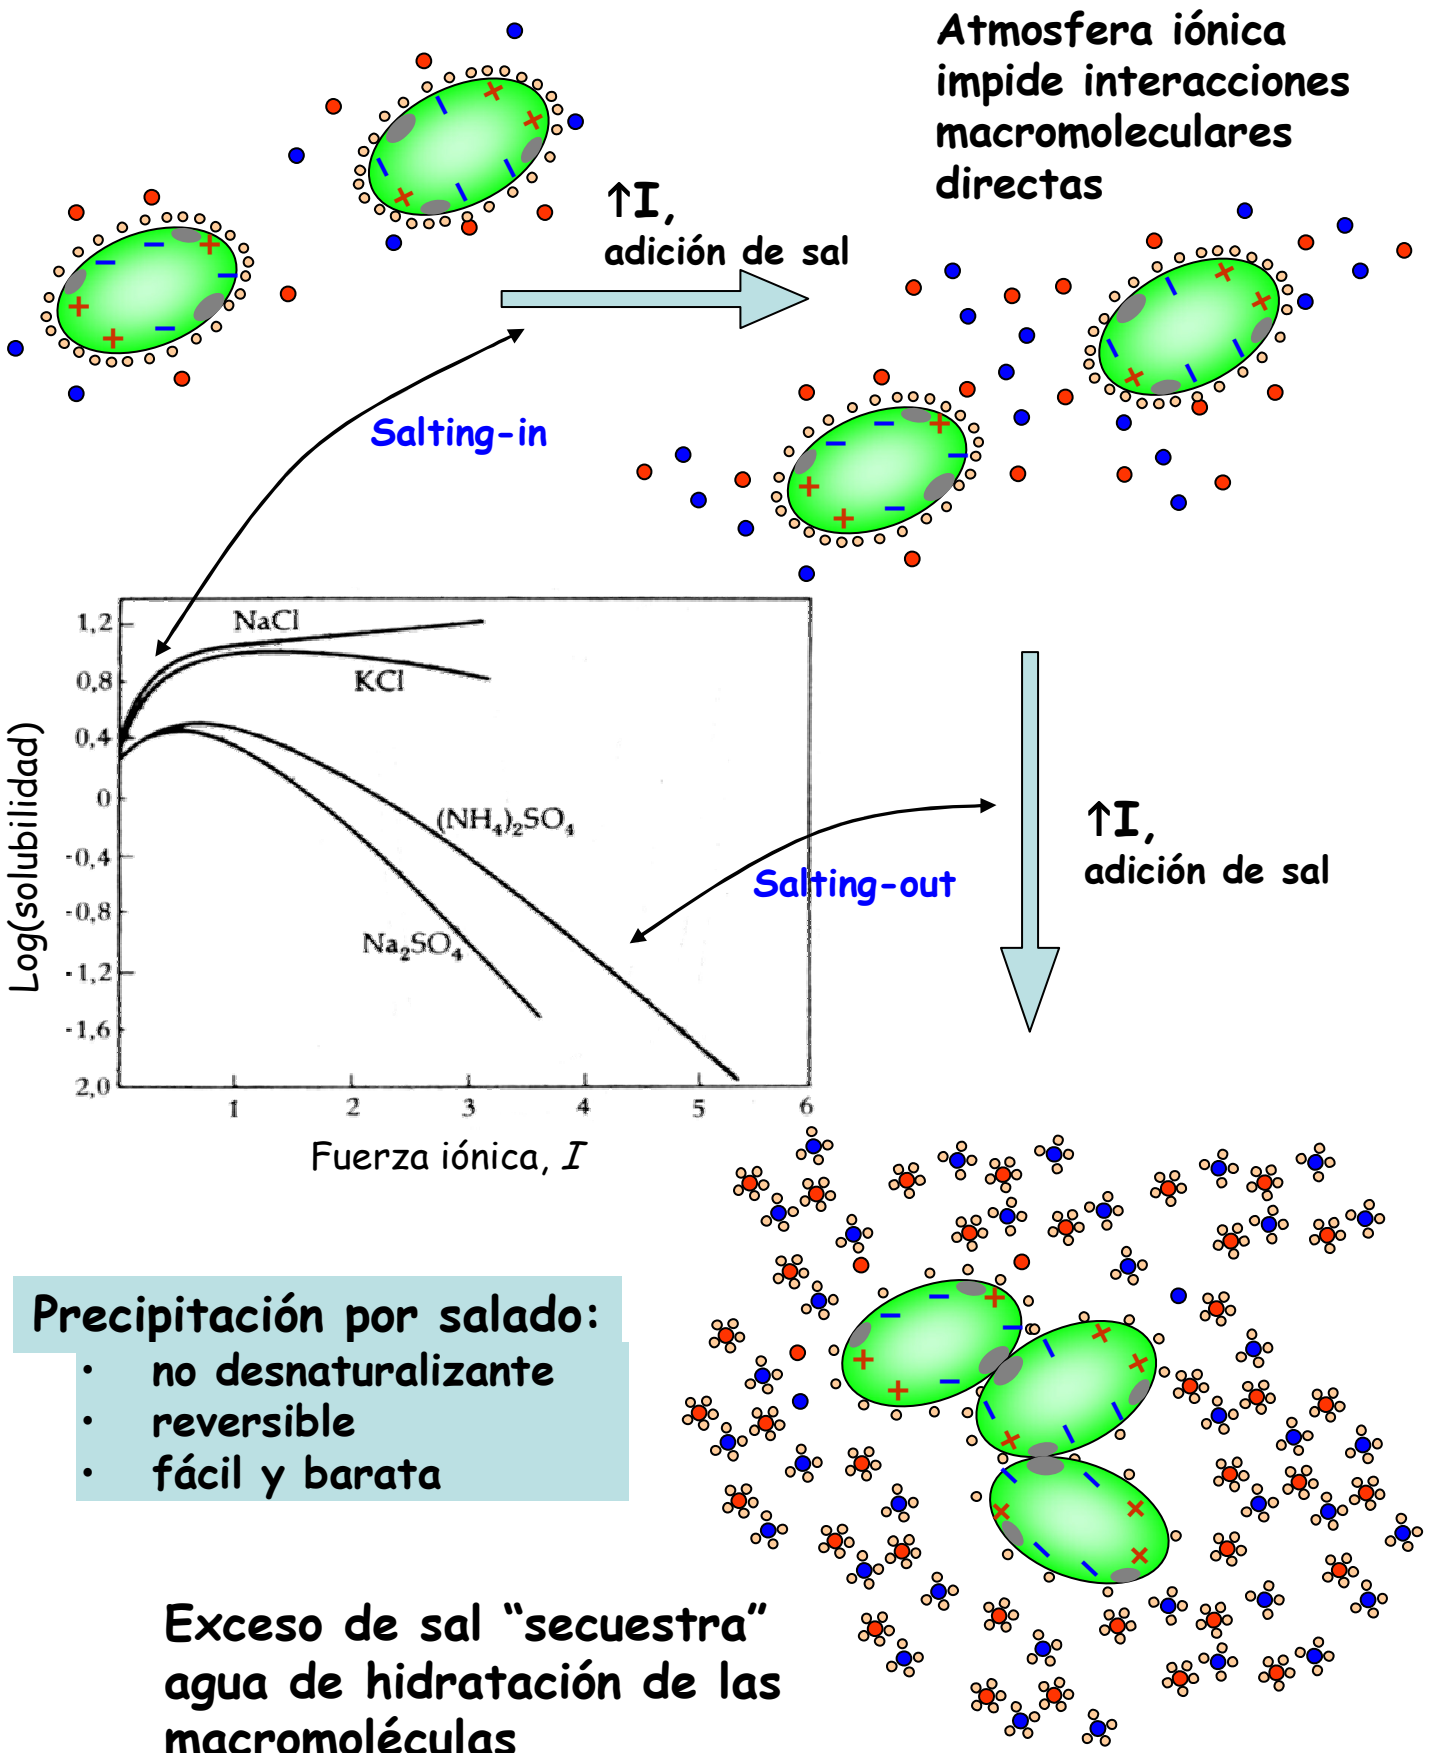 Atmosfera iónica
impide interacciones
macromoleculares
directas
↑I,
adición de sal
Salting-in
1,2
0,8
0,4
0
-0,4
-0,8
-1,2
-1,6
2,0
NaCl
KCl
(NH₄)₂SO₄
Na₂SO₄
1
2
3
4
5
6
Log(solubilidad)
Fuerza iónica, I
Salting-out
↑I,
adición de sal
Precipitación por salado:
• no desnaturalizante
• reversible
• fácil y barata
Exceso de sal “secuestra”
agua de hidratación de las
macromoléculas